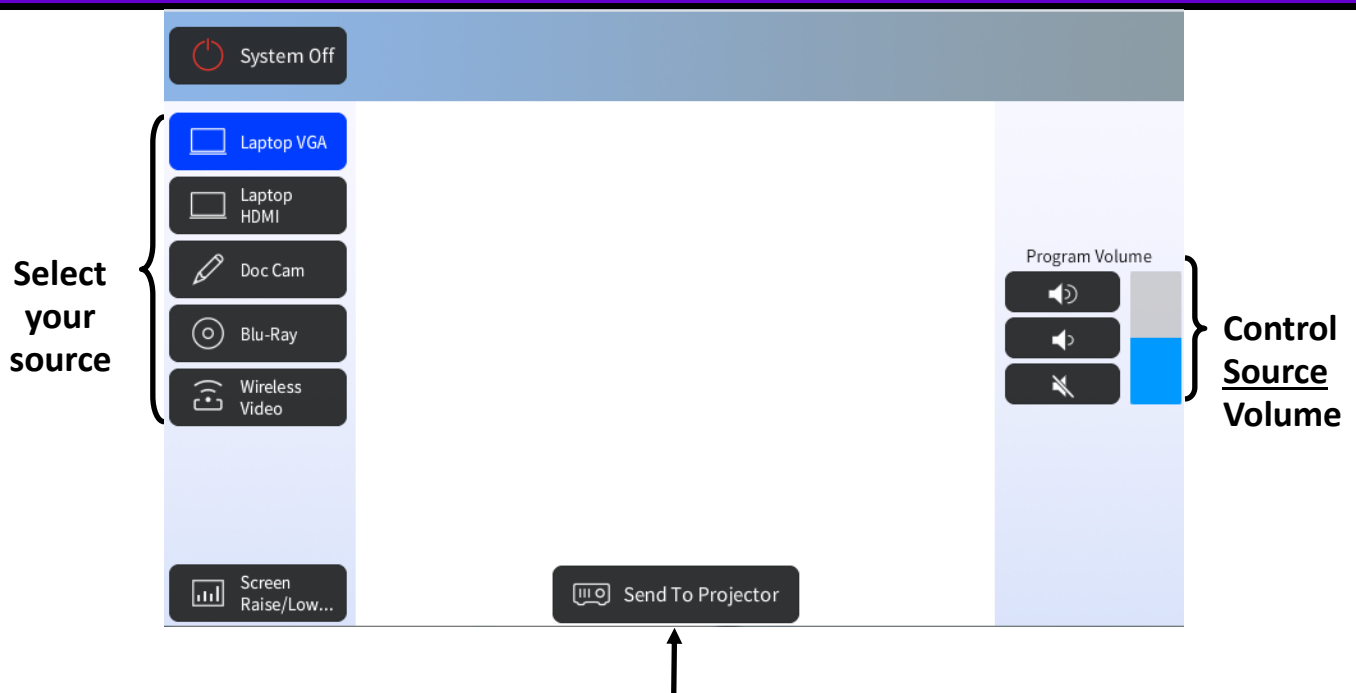 System Off
Laptop VGA
Laptop
HDMI
Doc Cam
Blu-Ray
Wireless
Video
Screen
Raise/Low...
Select
your
source
Send To Projector
Program Volume
Control
Source
Volume